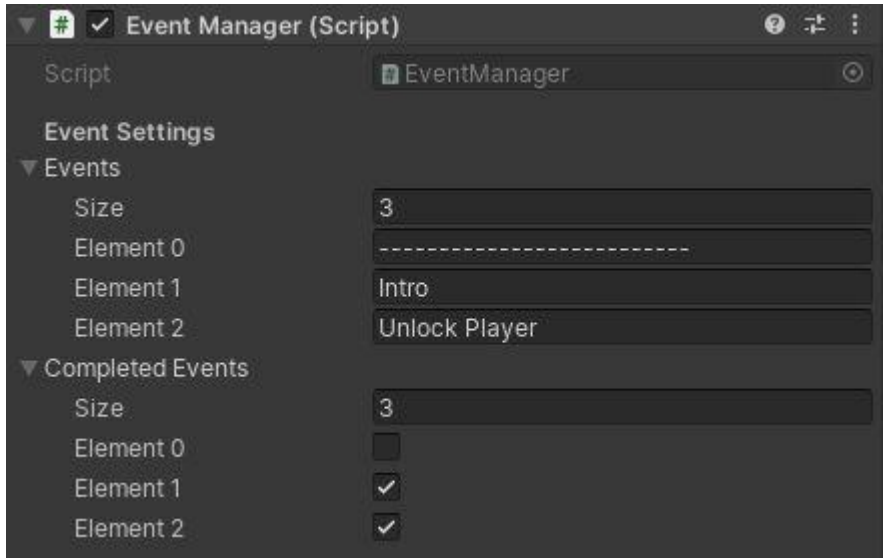 Event Manager (Script)
Script EventManager
Event Settings
Events
Size 3
Element 0 --------------------------
Element 1 Intro
Element 2 Unlock Player
Completed Events
Size 3
Element 0
Element 1
Element 2